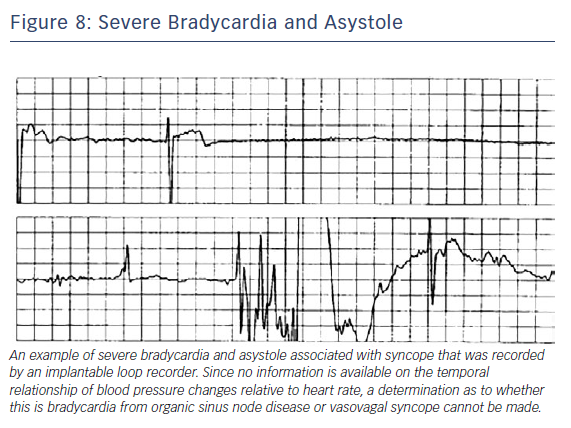 Figure 8: Severe Bradycardia and Asystole
An example of severe bradycardia and asystole associated with syncope that was recorded
by an implantable loop recorder. Since no information is available on the temporal
relationship of blood pressure changes relative to heart rate, a determination as to whether
this is bradycardia from organic sinus node disease or vasovagal syncope cannot be made.